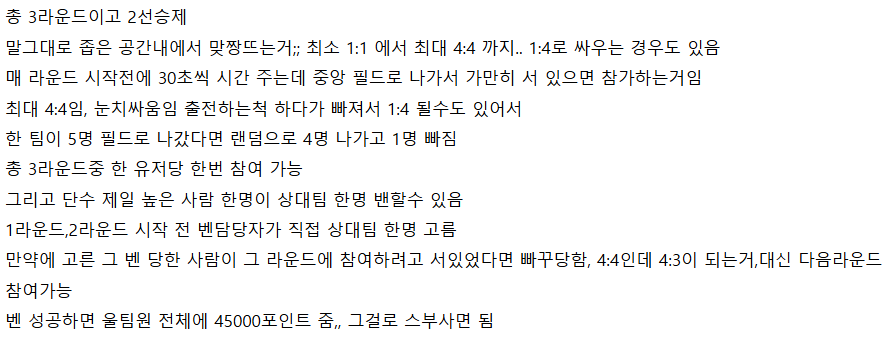 총 3라운드이고 2선승제
말그대로 좁은 공간내에서 맞짱뜨는거;; 최소 1:1 에서 최대 4:4 까지.. 1:4로 싸우는 경우도 있음
매 라운드 시작전에 30초씩 시간 주는데 중앙 필드로 나가서 가만히 서 있으면 참가하는거임
최대 4:4임, 눈치싸움임 출전하는척 하다가 빠져서 1:4 될수도 있어서
한 팀이 5명 필드로 나갔다면 랜덤으로 4명 나가고 1명 빠짐
총 3라운드중 한 유저당 한번 참여 가능
그리고 단수 제일 높은 사람 한명이 상대팀 한명 밴할수 있음
1라운드,2라운드 시작 전 벤담당자가 직접 상대팀 한명 고름
만약에 고른 그 벤 당한 사람이 그 라운드에 참여하려고 서있었다면 빠꾸당함, 4:4인데 4:3이 되는거,대신 다음라운드
참여가능
벤 성공하면 울팀원 전체에 45000포인트 줌,, 그걸로 스부사면 됨